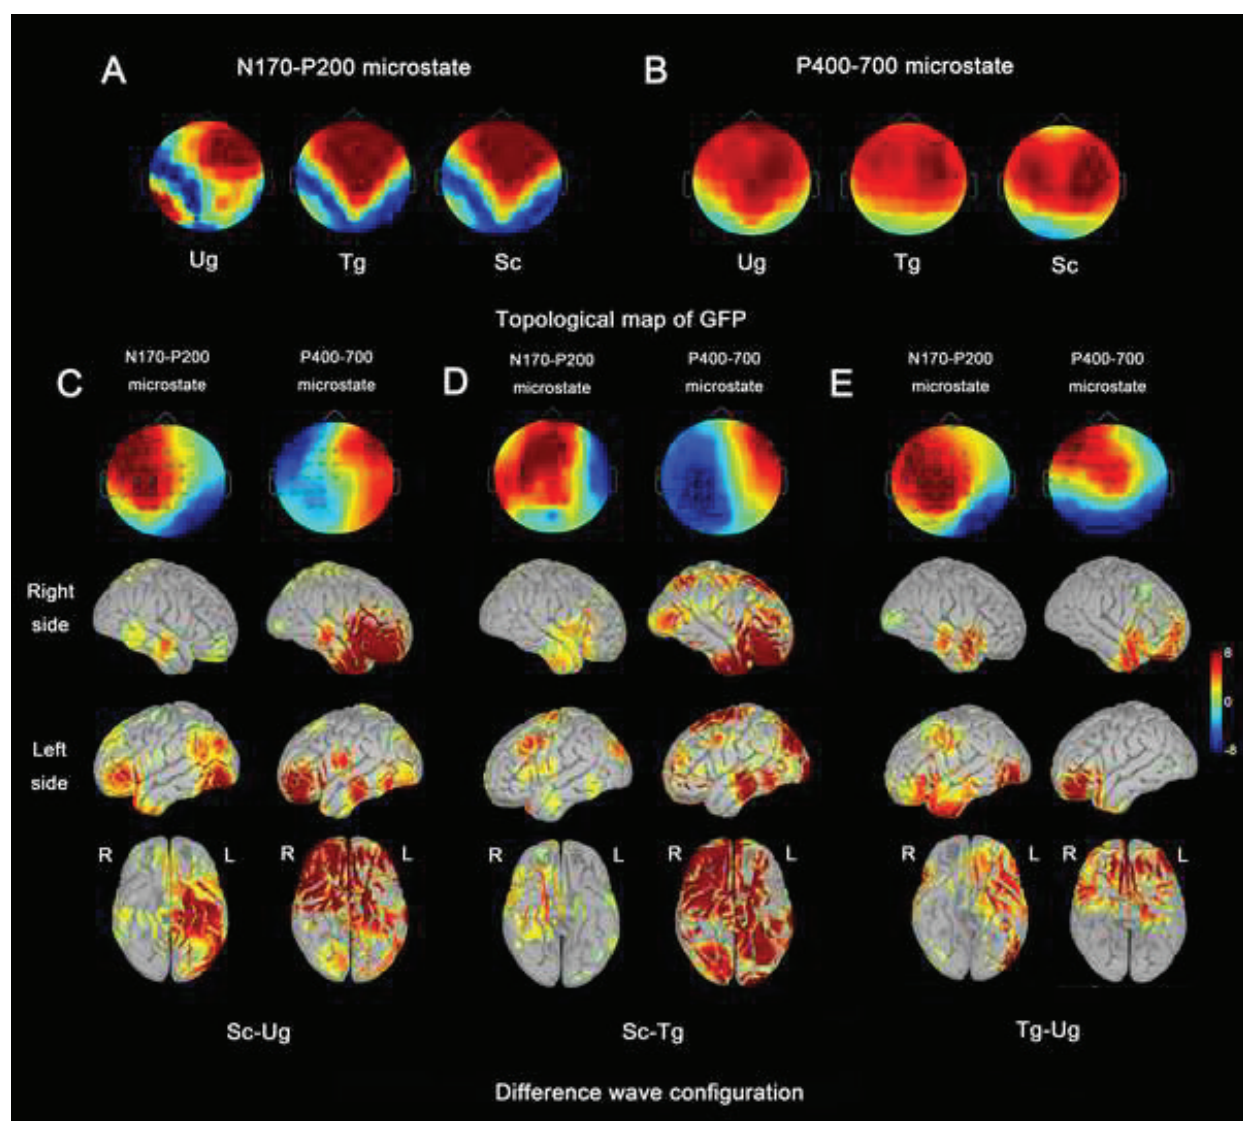 A N170-P200 microstate
B P400-700 microstate
Ug Tg Sc
Ug Tg Sc
Topological map of GFP
C
N170-P200
microstate
P400-700
microstate
D
N170-P200
microstate
P400-700
microstate
E
N170-P200
microstate
P400-700
microstate
Right
side
8
0
-8
Left
side
R L
R L
R L
R L
R L
R L
Sc-Ug
Sc-Tg
Tg-Ug
Difference wave configuration